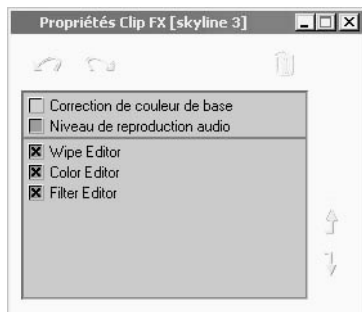 Propriétés Clip FX [skyline 3]
Correction de couleur de base
Niveau de reproduction audio
Wipe Editor
Color Editor
Filter Editor